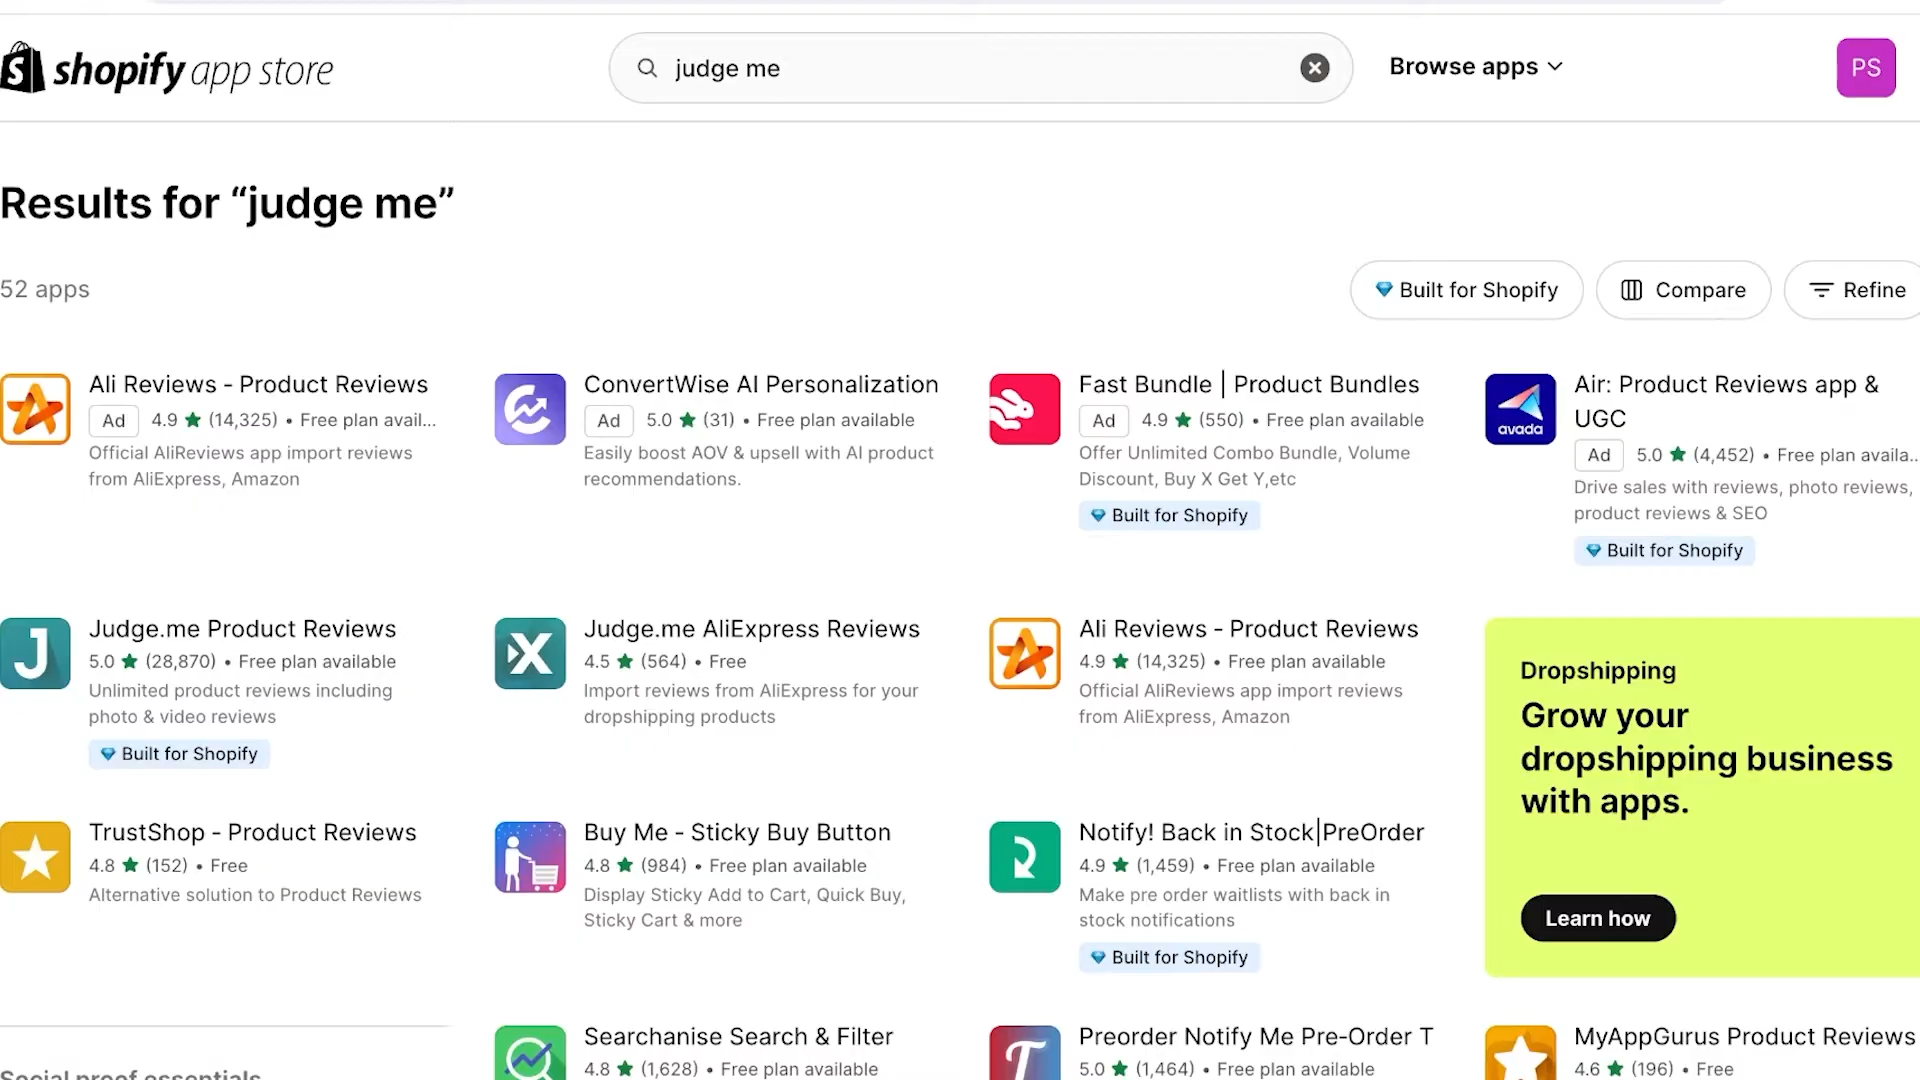 shopify app store
judge me
Browse apps
PS
Results for “judge me”
52 apps
Built for Shopify
Compare
Refine
Ali Reviews - Product Reviews
Ad 4.9 (14,325) • Free plan avail...
Official AliReviews app import reviews
from AliExpress, Amazon
ConvertWise AI Personalization
Ad 5.0 (31) • Free plan available
Easily boost AOV & upsell with AI product
recommendations.
Fast Bundle | Product Bundles
Ad 4.9 (550) • Free plan available
Offer Unlimited Combo Bundle, Volume
Discount, Buy X Get Y,etc
Built for Shopify
avada
Air: Product Reviews app &
UGC
Ad 5.0 (4,452) • Free plan availa..
Drive sales with reviews, photo reviews,
product reviews & SEO
Built for Shopify
Judge.me Product Reviews
5.0 (28,870) • Free plan available
Unlimited product reviews including
photo & video reviews
Built for Shopify
Judge.me AliExpress Reviews
4.5 (564) • Free
Import reviews from AliExpress for your
dropshipping products
Ali Reviews - Product Reviews
4.9 (14,325) • Free plan available
Official AliReviews app import reviews
from AliExpress, Amazon
Dropshipping
Grow your
dropshipping business
with apps.
Learn how
TrustShop - Product Reviews
4.8 (152) • Free
Alternative solution to Product Reviews
Buy Me - Sticky Buy Button
4.8 (984) • Free plan available
Display Sticky Add to Cart, Quick Buy,
Sticky Cart & more
Notify! Back in Stock|PreOrder
4.9 (1,459) • Free plan available
Make pre order waitlists with back in
stock notifications
Built for Shopify
Social proof essentials
Searchanise Search & Filter
4.8 (1,628) • Free plan available
Preorder Notify Me Pre-Order T
5.0 (1,464) • Free plan available
MyAppGurus Product Reviews
4.6 (196) • Free